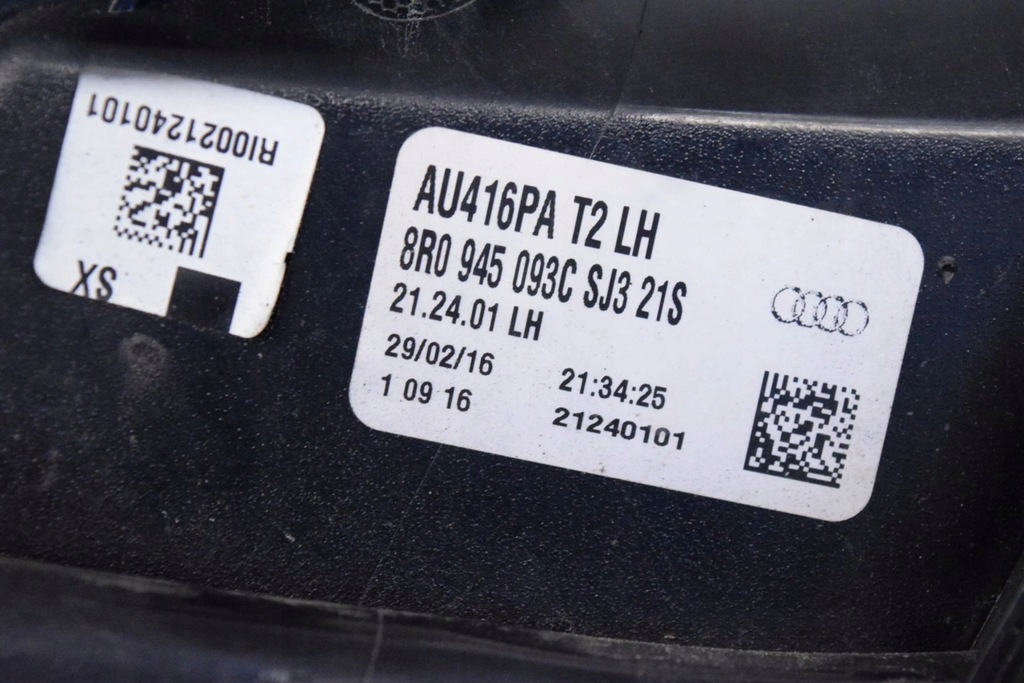 RI0021240101
SX
AU416PA T2 LH
8R0 945 093C SJ3 21S
21.24.01 LH
29/02/16 21:34:25
1 09 16 21240101